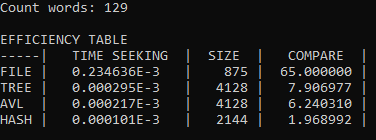 Count words: 129
EFFICIENCY TABLE
-----|   TIME SEEKING  |  SIZE  |   COMPARE   |
FILE |   0.234636E-3   |    875 |  65.000000  |
TREE |   0.000295E-3   |   4128 |   7.906977  |
AVL  |   0.000217E-3   |   4128 |   6.240310  |
HASH |   0.000101E-3   |   2144 |   1.968992  |